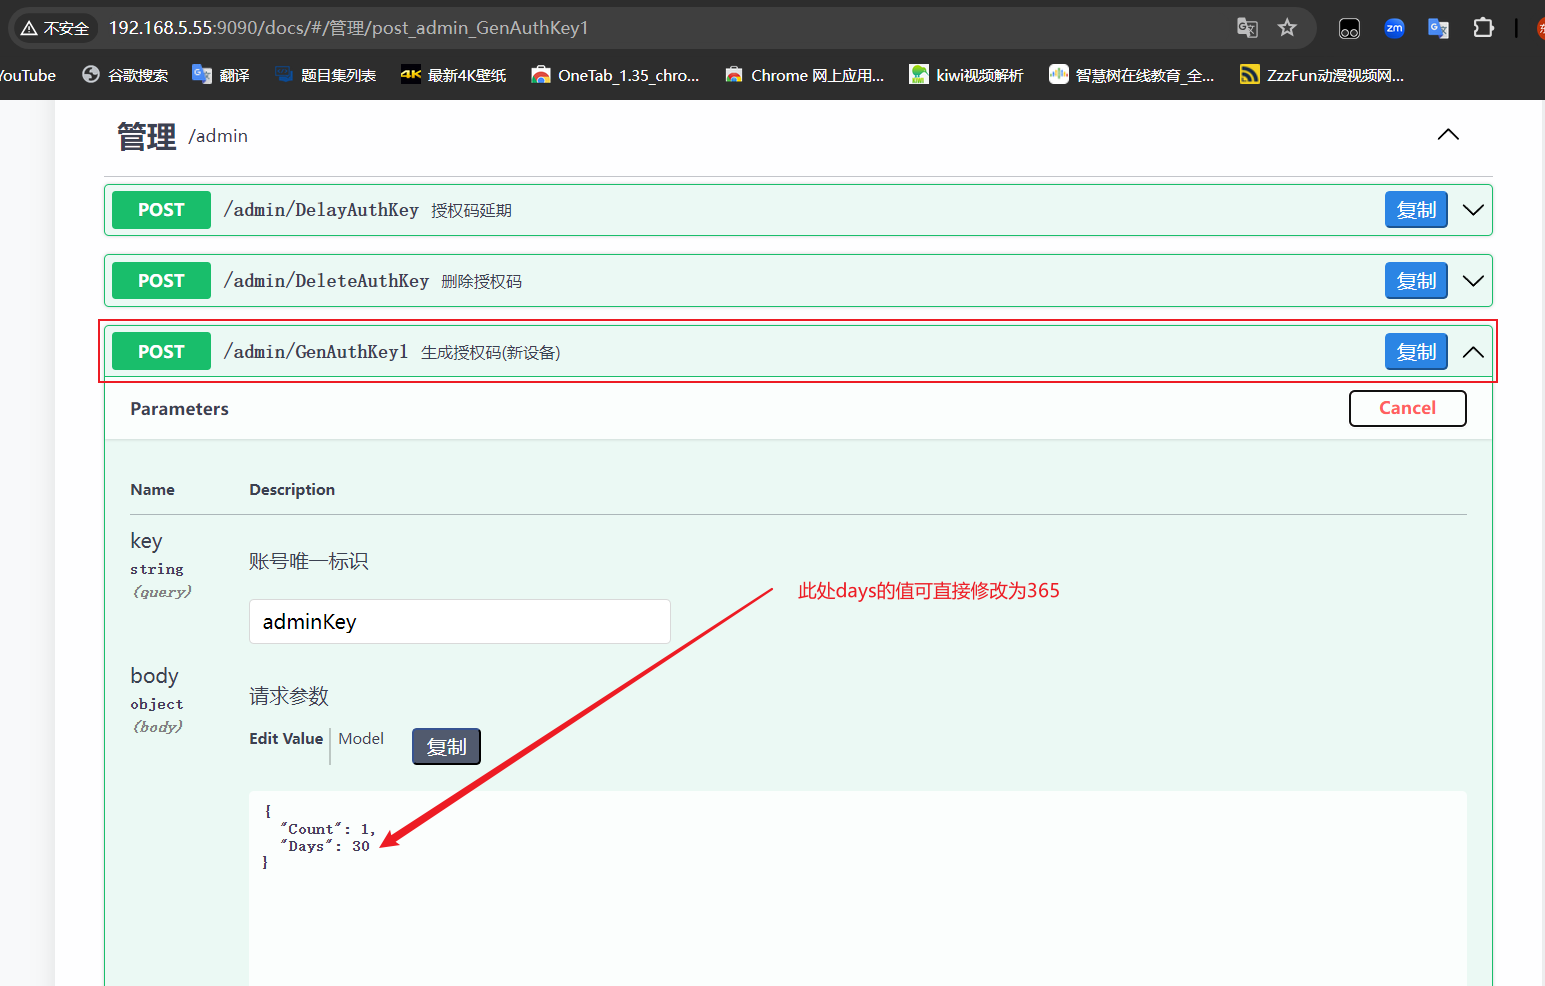 不安全 192.168.5.55:9090/docs/#/管理/post_admin_GenAuthKey1
YouTube 谷歌搜索 翻译 题目集列表 4K 最新4K壁纸 OneTab_1.35_chro... Chrome 网上应用... kiwi视频解析 智慧树在线教育_全... ZzzFun动漫视频网...
管理 /admin
POST /admin/DelayAuthKey 授权码延期 复制
POST /admin/DeleteAuthKey 删除授权码 复制
POST /admin/GenAuthKey1 生成授权码(新设备) 复制
Parameters Cancel
Name Description
key
string
(query)
账号唯一标识
adminKey
此处days的值可直接修改为365
body
object
(body)
请求参数
Edit Value Model 复制
{
"Count": 1,
"Days": 30
}